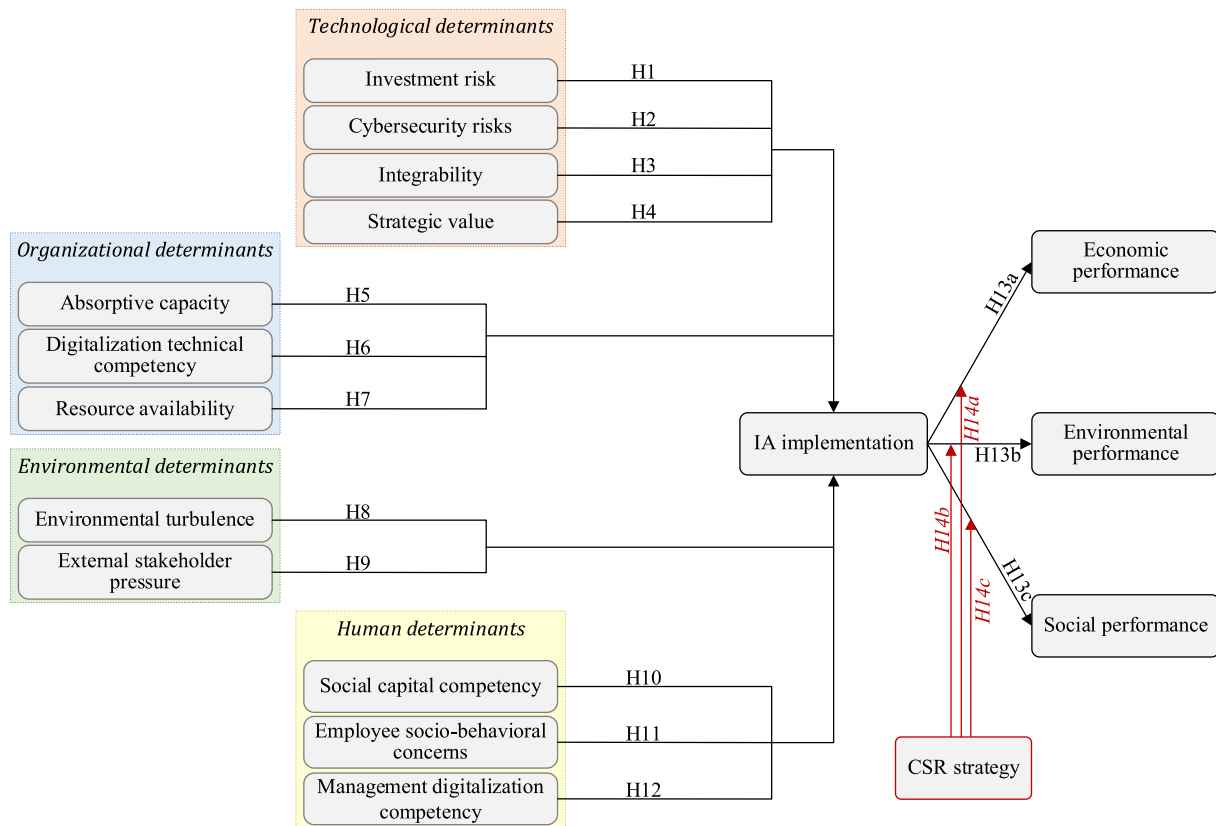 Technological determinants
Investment risk
H1
Cybersecurity risks
H2
Integrability
H3
Strategic value
H4
Organizational determinants
Absorptive capacity
H5
Digitalization technical
competency
H6
Resource availability
H7
Environmental determinants
Environmental turbulence
H8
External stakeholder
pressure
H9
Human determinants
Social capital competency
H10
Employee socio-behavioral
concerns
H11
Management digitalization
competency
H12
IA implementation
H13a
H13b
H13c
H14a
H14b
H14c
Economic
performance
Environmental
performance
Social performance
CSR strategy